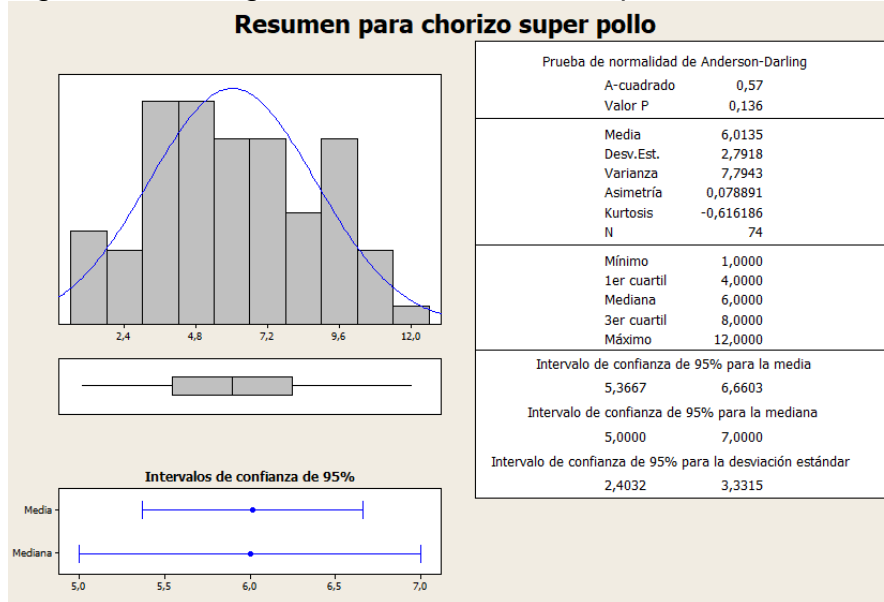 Resumen para chorizo super pollo
2,4 4,8 7,2 9,6 12,0
Intervalos de confianza de 95%
Media
Mediana
5,0 5,5 6,0 6,5 7,0
Prueba de normalidad de Anderson-Darling
A-cuadrado 0,57
Valor P 0,136
Media 6,0135
Desv.Est. 2,7918
Varianza 7,7943
Asimetría 0,078891
Kurtosis -0,616186
N 74
Mínimo 1,0000
1er cuartil 4,0000
Mediana 6,0000
3er cuartil 8,0000
Máximo 12,0000
Intervalo de confianza de 95% para la media
5,3667 6,6603
Intervalo de confianza de 95% para la mediana
5,0000 7,0000
Intervalo de confianza de 95% para la desviación estándar
2,4032 3,3315